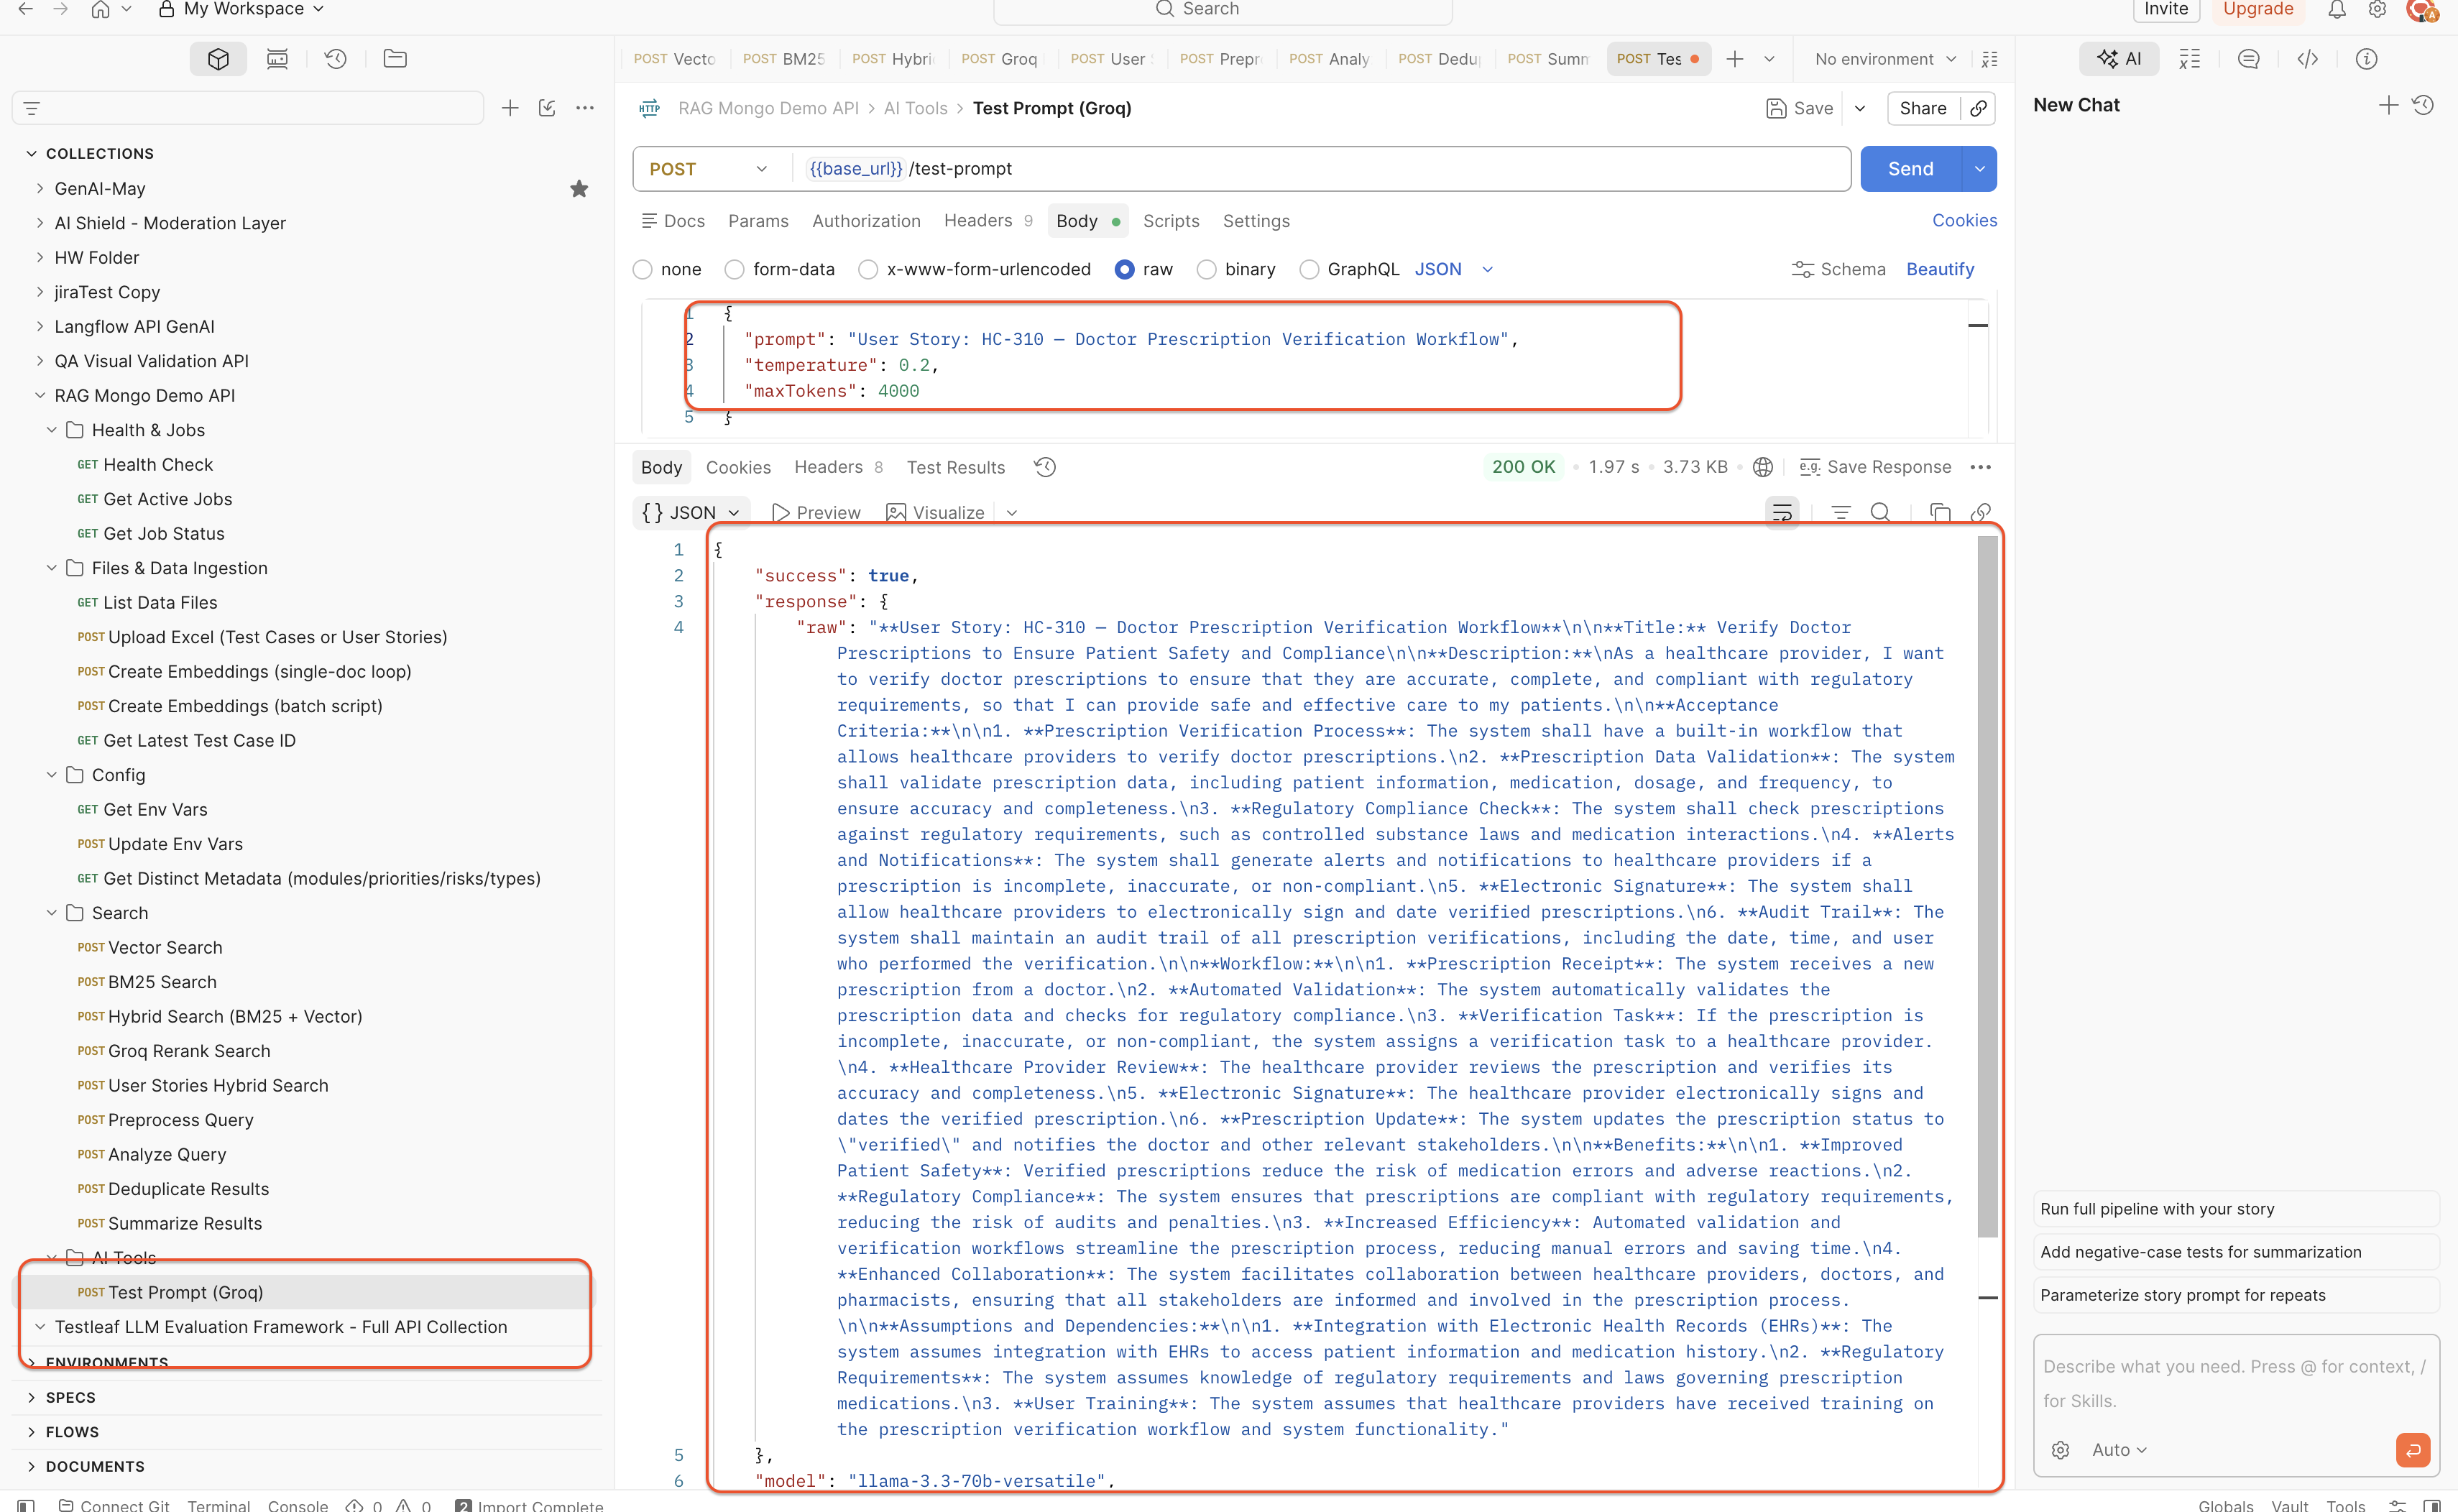 My Workspace
Search
Invite
Upgrade
POST Vecto
POST BM25
POST Hybri
POST Groq
POST User
POST Prepr
POST Analy
POST Dedu
POST Sumn
POST Tes
No environment
AI
RAG Mongo Demo API > AI Tools > Test Prompt (Groq)
Save
Share
New Chat
COLLECTIONS
GenAI-May
AI Shield - Moderation Layer
HW Folder
jiraTest Copy
Langflow API GenAI
QA Visual Validation API
RAG Mongo Demo API
Health & Jobs
GET Health Check
GET Get Active Jobs
GET Get Job Status
Files & Data Ingestion
GET List Data Files
POST Upload Excel (Test Cases or User Stories)
POST Create Embeddings (single-doc loop)
POST Create Embeddings (batch script)
GET Get Latest Test Case ID
Config
GET Get Env Vars
POST Update Env Vars
GET Get Distinct Metadata (modules/priorities/risks/types)
Search
POST Vector Search
POST BM25 Search
POST Hybrid Search (BM25 + Vector)
POST Groq Rerank Search
POST User Stories Hybrid Search
POST Preprocess Query
POST Analyze Query
POST Deduplicate Results
POST Summarize Results
AI Tools
POST Test Prompt (Groq)
Testleaf LLM Evaluation Framework - Full API Collection
ENVIRONMENTS
SPECS
FLOWS
DOCUMENTS
HTTP
POST
{{base_url}} /test-prompt
Send
Docs
Params
Authorization
Headers 9
Body
Scripts
Settings
Cookies
none
form-data
x-www-form-urlencoded
raw
binary
GraphQL
JSON
Schema
Beautify
1 {
2 "prompt": "User Story: HC-310 — Doctor Prescription Verification Workflow",
3 "temperature": 0.2,
4 "maxTokens": 4000
5 }
Body
Cookies
Headers 8
Test Results
200 OK
1.97 s
3.73 KB
e.g. Save Response
{} JSON
Preview
Visualize
1 {
2 "success": true,
3 "response": {
4 "raw": "**User Story: HC-310 — Doctor Prescription Verification Workflow**\n\n**Title:** Verify Doctor
Prescriptions to Ensure Patient Safety and Compliance\n\n**Description:**\nAs a healthcare provider, I want
to verify doctor prescriptions to ensure that they are accurate, complete, and compliant with regulatory
requirements, so that I can provide safe and effective care to my patients.\n\n**Acceptance
Criteria:**\n\n1. **Prescription Verification Process**: The system shall have a built-in workflow that
allows healthcare providers to verify doctor prescriptions.\n2. **Prescription Data Validation**: The system
shall validate prescription data, including patient information, medication, dosage, and frequency, to
ensure accuracy and completeness.\n3. **Regulatory Compliance Check**: The system shall check prescriptions
against regulatory requirements, such as controlled substance laws and medication interactions.\n4. **Alerts
and Notifications**: The system shall generate alerts and notifications to healthcare providers if a
prescription is incomplete, inaccurate, or non-compliant.\n5. **Electronic Signature**: The system shall
allow healthcare providers to electronically sign and date verified prescriptions.\n6. **Audit Trail**: The
system shall maintain an audit trail of all prescription verifications, including the date, time, and user
who performed the verification.\n\n**Workflow:**\n\n1. **Prescription Receipt**: The system receives a new
prescription from a doctor.\n2. **Automated Validation**: The system automatically validates the
prescription data and checks for regulatory compliance.\n3. **Verification Task**: If the prescription is
incomplete, inaccurate, or non-compliant, the system assigns a verification task to a healthcare provider.
\n4. **Healthcare Provider Review**: The healthcare provider reviews the prescription and verifies its
accuracy and completeness.\n5. **Electronic Signature**: The healthcare provider electronically signs and
dates the verified prescription.\n6. **Prescription Update**: The system updates the prescription status to
\"verified\" and notifies the doctor and other relevant stakeholders.\n\n**Benefits:**\n\n1. **Improved
Patient Safety**: Verified prescriptions reduce the risk of medication errors and adverse reactions.\n2.
**Regulatory Compliance**: The system ensures that prescriptions are compliant with regulatory requirements,
reducing the risk of audits and penalties.\n3. **Increased Efficiency**: Automated validation and
verification workflows streamline the prescription process, reducing manual errors and saving time.\n4.
**Enhanced Collaboration**: The system facilitates collaboration between healthcare providers, doctors, and
pharmacists, ensuring that all stakeholders are informed and involved in the prescription process.
\n\n**Assumptions and Dependencies:**\n\n1. **Integration with Electronic Health Records (EHRs)**: The
system assumes integration with EHRs to access patient information and medication history.\n2. **Regulatory
Requirements**: The system assumes knowledge of regulatory requirements and laws governing prescription
medications.\n3. **User Training**: The system assumes that healthcare providers have received training on
the prescription verification workflow and system functionality."
5 },
6 "model": "llama-3.3-70b-versatile",
Run full pipeline with your story
Add negative-case tests for summarization
Parameterize story prompt for repeats
Describe what you need. Press @ for context, /
for Skills.
Auto
Connect Git
Terminal
Console
0
0
2 Import Complete
Globals
Vault
Tools